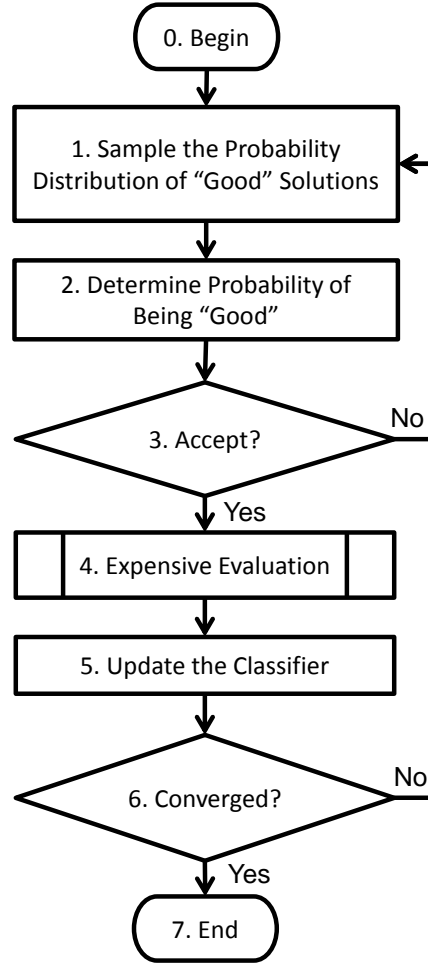 0. Begin
1. Sample the Probability
Distribution of “Good” Solutions
2. Determine Probability of
Being “Good”
3. Accept?
No
Yes
4. Expensive Evaluation
5. Update the Classifier
6. Converged?
No
Yes
7. End